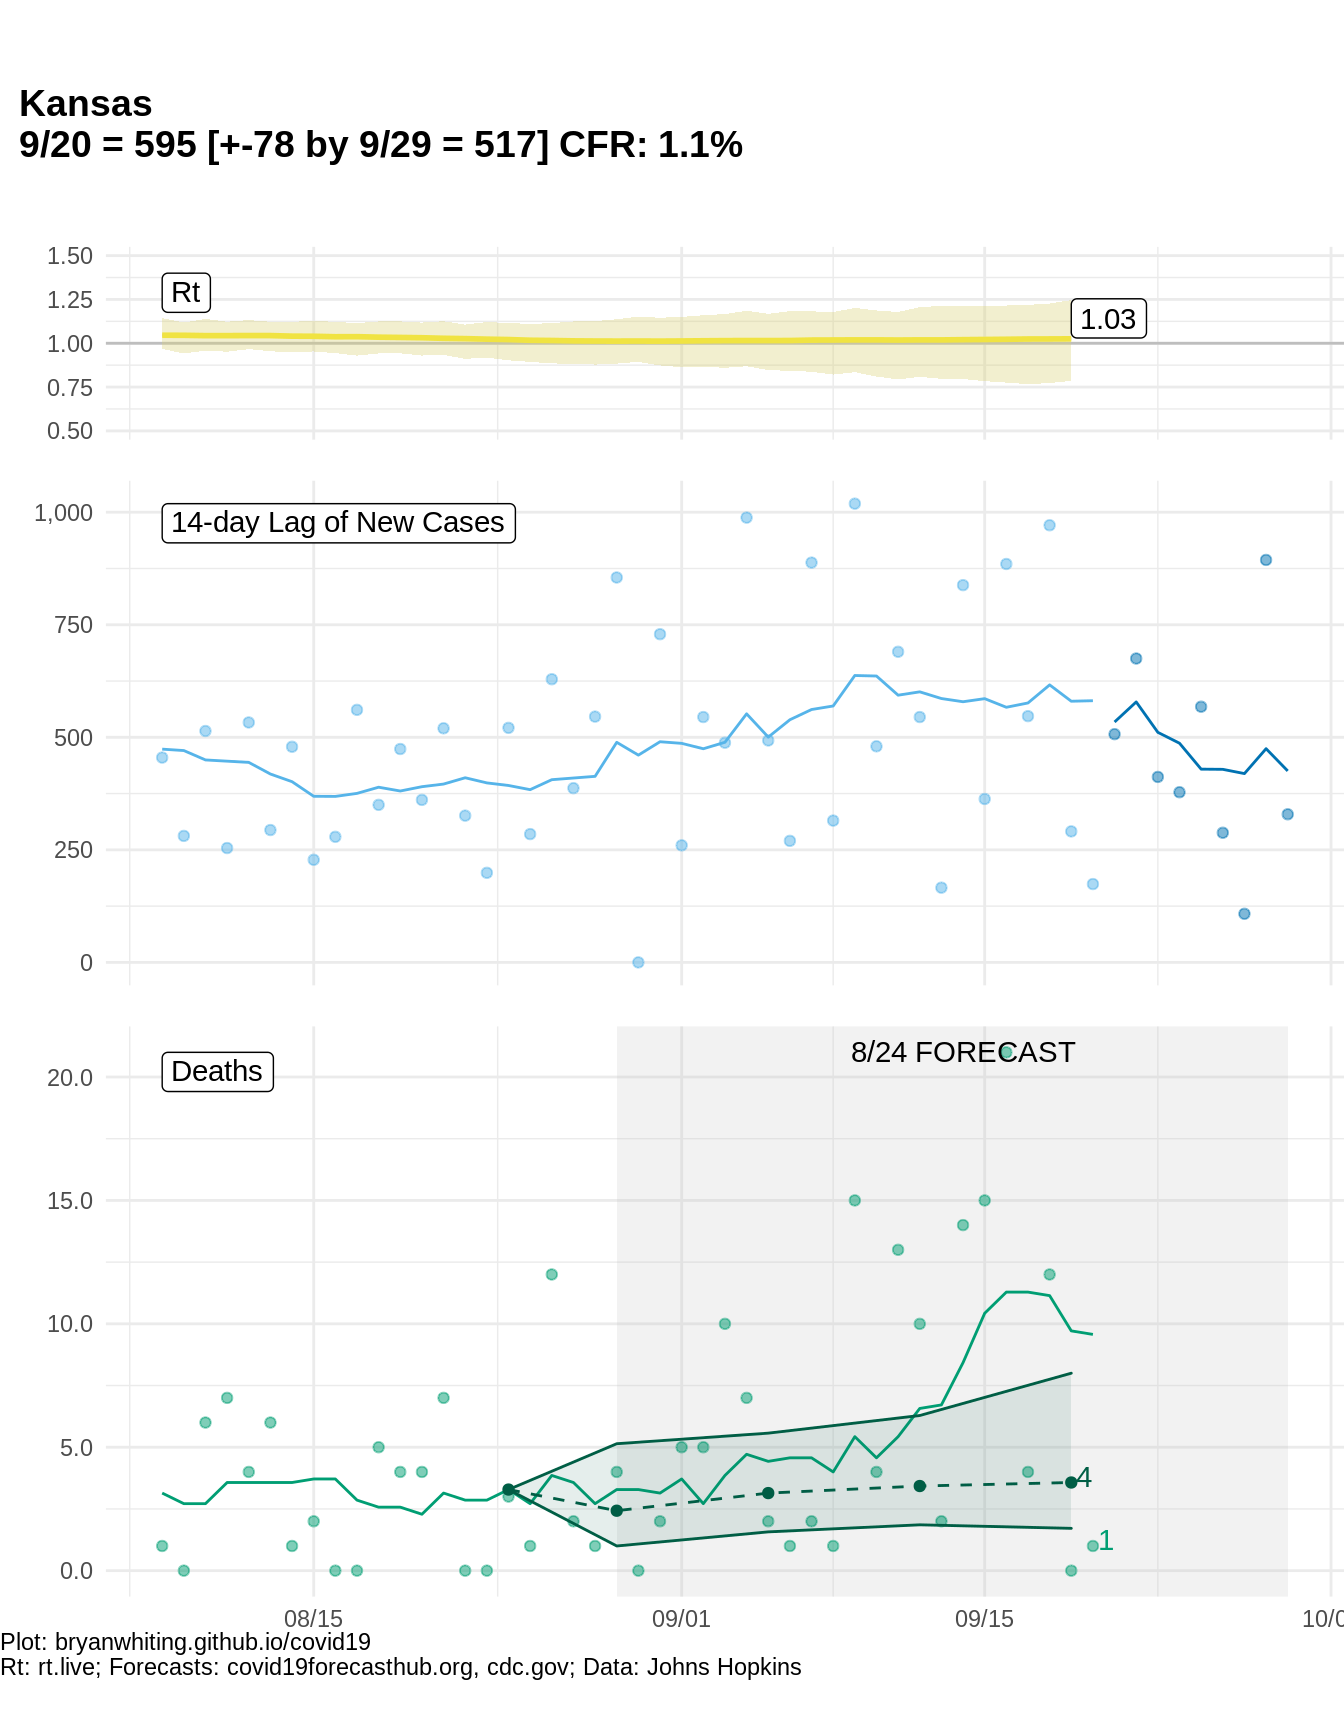 Kansas
9/20 = 595 [+-78 by 9/29 = 517] CFR: 1.1%
1.50
Rt
1.25
1.03
1.00
0.75
0.50
1,000
14-day Lag of New Cases
750
500
250
0
8/24 FORECAST
Deaths
20.0
15.0
10.0
5.0
4
1
0.0
08/15 09/01 09/15 10/0
Plot: bryanwhiting.github.io/covid19
Rt: rt.live; Forecasts: covid19forecasthub.org, cdc.gov; Data: Johns Hopkins